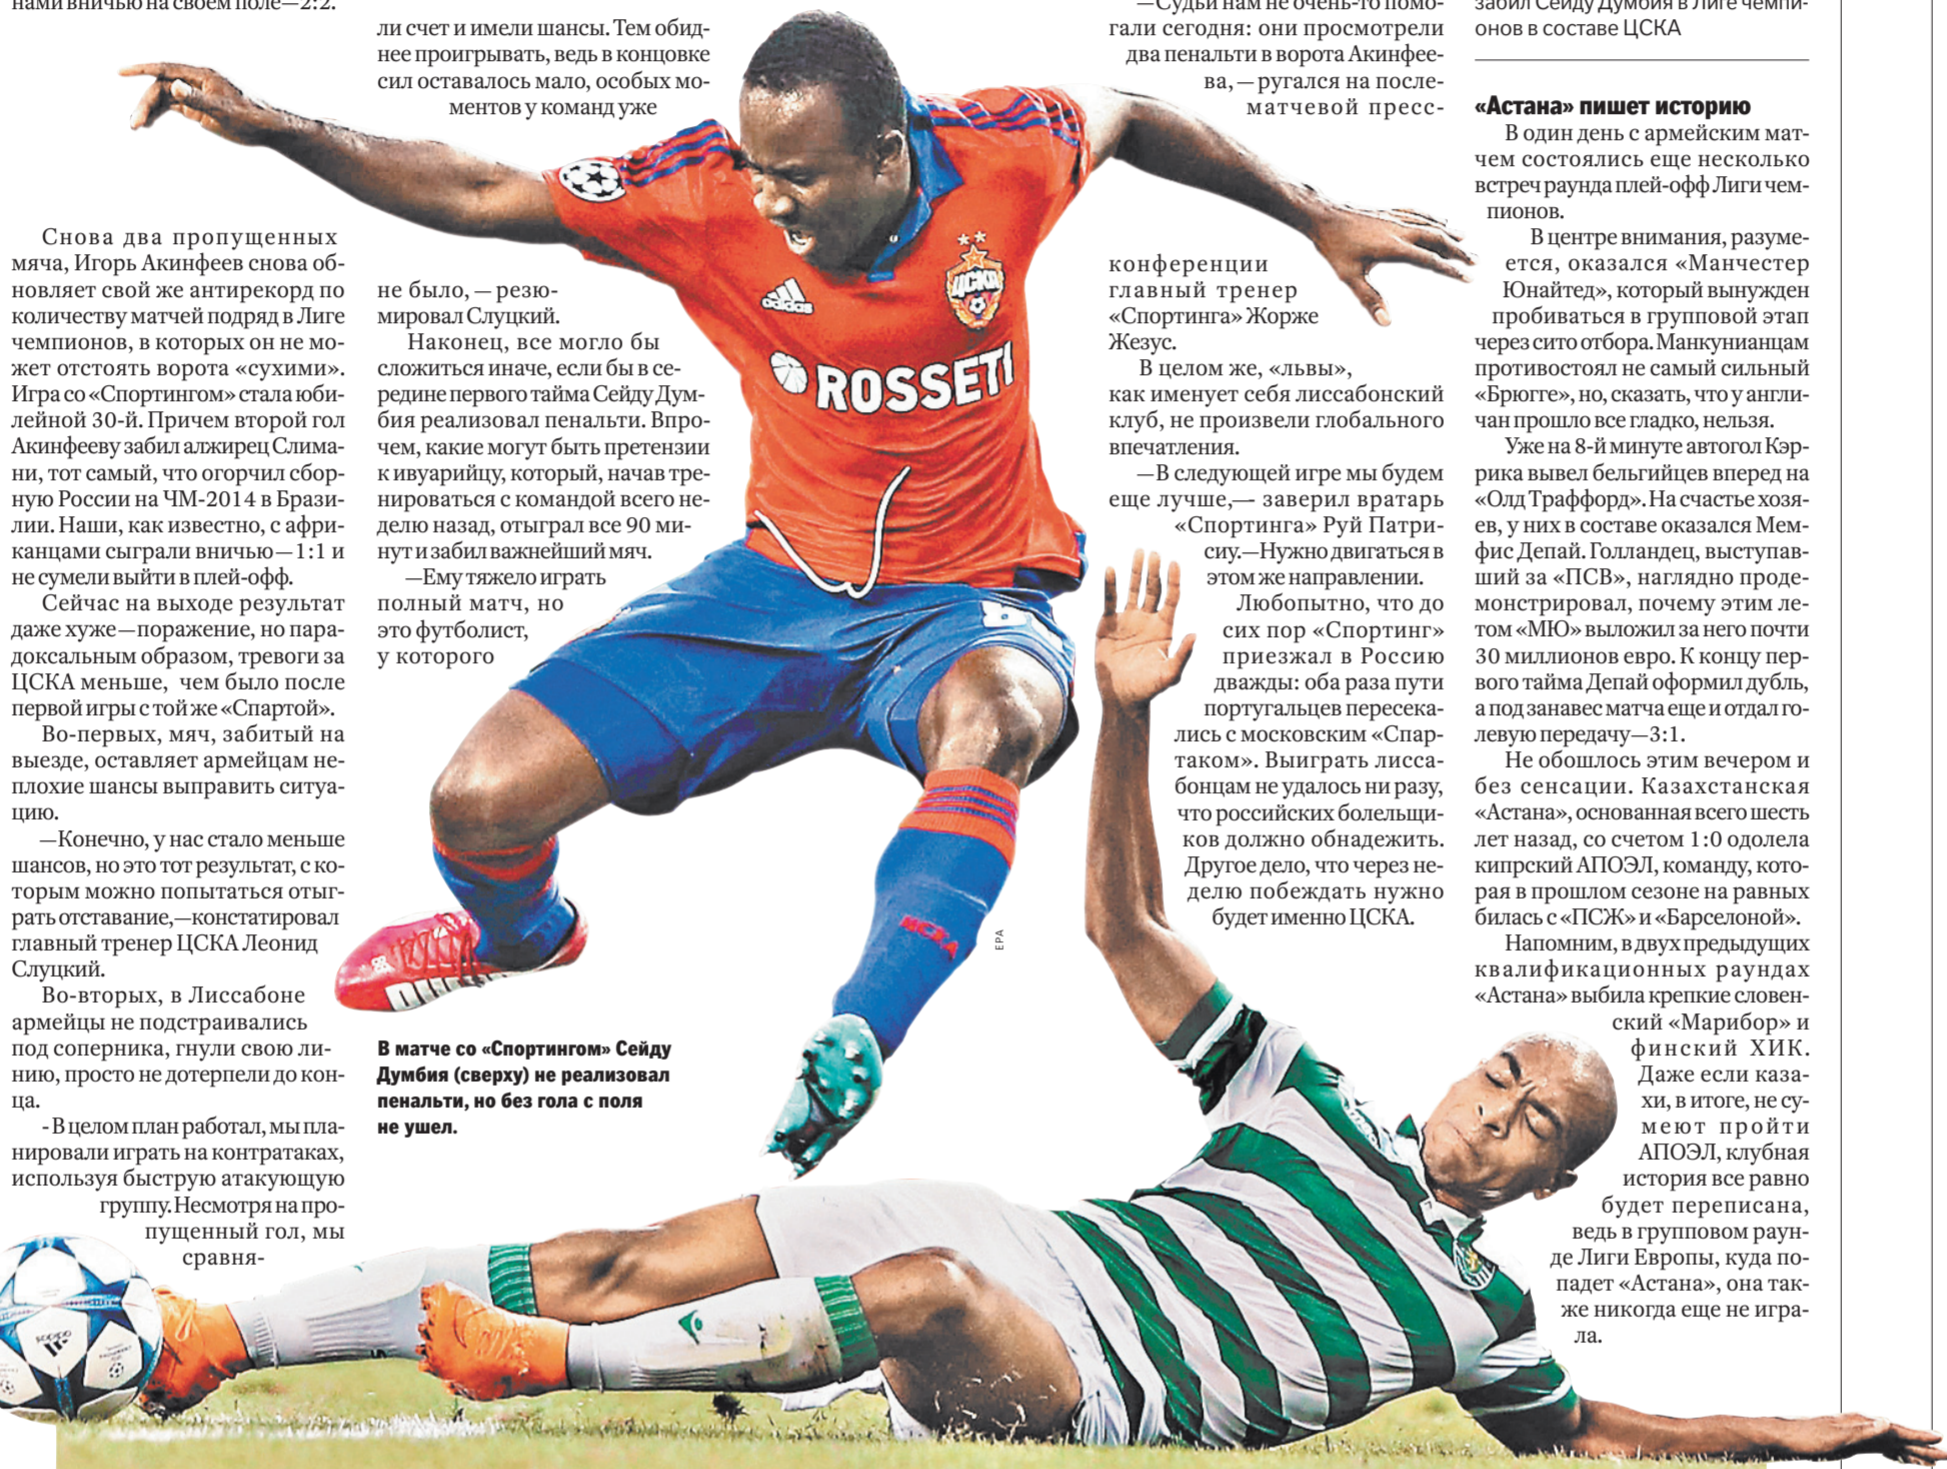 нами вничью на своем поле—2:2.
Снова два пропущенных
мяча, Игорь Акинфеев снова об-
новляет свой же антирекорд по
количеству матчей подряд в Лиге
чемпионов, в которых он не мо-
жет отстоять ворота «сухими».
Игра со «Спортингом» стала юби-
лейной 30-й. Причем второй гол
Акинфееву забил алжирец Слима-
ни, тот самый, что огорчил сбор-
ную России на ЧМ-2014 в Брази-
лии. Наши, как известно, с афри-
канцами сыграли вничью—1:1 и
не сумели выйти в плей-офф.
Сейчас на выходе результат
даже хуже—поражение, но пара-
доксальным образом, тревоги за
ЦСКА меньше, чем было после
первой игры с той же «Спартой».
Во-первых, мяч, забитый на
выезде, оставляет армейцам не-
плохие шансы выправить ситуа-
цию.
—Конечно, у нас стало меньше
шансов, но это тот результат, с ко-
торым можно попытаться отыг-
рать отставание,—констатировал
главный тренер ЦСКА Леонид
Слуцкий.
Во-вторых, в Лиссабоне
армейцы не подстраивались
под соперника, гнули свою ли-
нию, просто не дотерпели до кон-
ца.
- В целом план работал, мы пла-
нировали играть на контратаках,
используя быструю атакующую
группу. Несмотря на про-
пущенный гол, мы
сравня-
ли счет и имели шансы. Тем обид-
нее проигрывать, ведь в концовке
сил оставалось мало, особых мо-
ментов у команд уже
не было, — резю-
мировал Слуцкий.
Наконец, все могло бы
сложиться иначе, если бы в се-
редине первого тайма Сейду Дум-
бия реализовал пенальти. Впро-
чем, какие могут быть претензии
к ивуарийцу, который, начав тре-
нироваться с командой всего не-
делю назад, отыграл все 90 ми-
нут и забил важнейший мяч.
—Ему тяжело играть
полный матч, но
это футболист,
у которого
В матче со «Спортингом» Сейду
Думбия (сверху) не реализовал
пенальти, но без гола с поля
не ушел.
adidas
ЦСКА
ROSSETI
ЦСКА
EPA
adidas
—Судьи нам не очень-то помо-
гали сегодня: они просмотрели
два пенальти в ворота Акинфее-
ва, — ругался на после-
матчевой пресс-
конференции
главный тренер
«Спортинга» Жорже
Жезус.
В целом же, «львы»,
как именует себя лиссабонский
клуб, не произвели глобального
впечатления.
—В следующей игре мы будем
еще лучше,— заверил вратарь
«Спортинга» Руй Патри-
сиу.—Нужно двигаться в
этом же направлении.
Любопытно, что до
сих пор «Спортинг»
приезжал в Россию
дважды: оба раза пути
португальцев пересека-
лись с московским «Спар-
таком». Выиграть лисса-
бонцам не удалось ни разу,
что российских болельщи-
ков должно обнадежить.
Другое дело, что через не-
делю побеждать нужно
будет именно ЦСКА.
забил Сейду Думбия в Лиге чемпи-
онов в составе ЦСКА
«Астана» пишет историю
В один день с армейским мат-
чем состоялись еще несколько
встреч раунда плей-офф Лиги чем-
пионов.
В центре внимания, разуме-
ется, оказался «Манчестер
Юнайтед», который вынужден
пробиваться в групповой этап
через сито отбора. Манкунианцам
противостоял не самый сильный
«Брюгге», но, сказать, что у англи-
чан прошло все гладко, нельзя.
Уже на 8-й минуте автогол Кэр-
рика вывел бельгийцев вперед на
«Олд Траффорд». На счастье хозя-
ев, у них в составе оказался Мем-
фис Депай. Голландец, выступав-
ший за «ПСВ», наглядно проде-
монстрировал, почему этим ле-
том «МЮ» выложил за него почти
30 миллионов евро. К концу пер-
вого тайма Депай оформил дубль,
а под занавес матча еще и отдал го-
левую передачу—3:1.
Не обошлось этим вечером и
без сенсации. Казахстанская
«Астана», основанная всего шесть
лет назад, со счетом 1:0 одолела
кипрский АПОЭЛ, команду, кото-
рая в прошлом сезоне на равных
билась с «ПСЖ» и «Барселоной».
Напомним, в двух предыдущих
квалификационных раундах
«Астана» выбила крепкие словен-
ский «Марибор» и
финский ХИК.
Даже если каза-
хи, в итоге, не су-
меют пройти
АПОЭЛ, клубная
история все равно
будет переписана,
ведь в групповом раун-
де Лиги Европы, куда по-
падет «Астана», она так-
же никогда еще не игра-
ла.